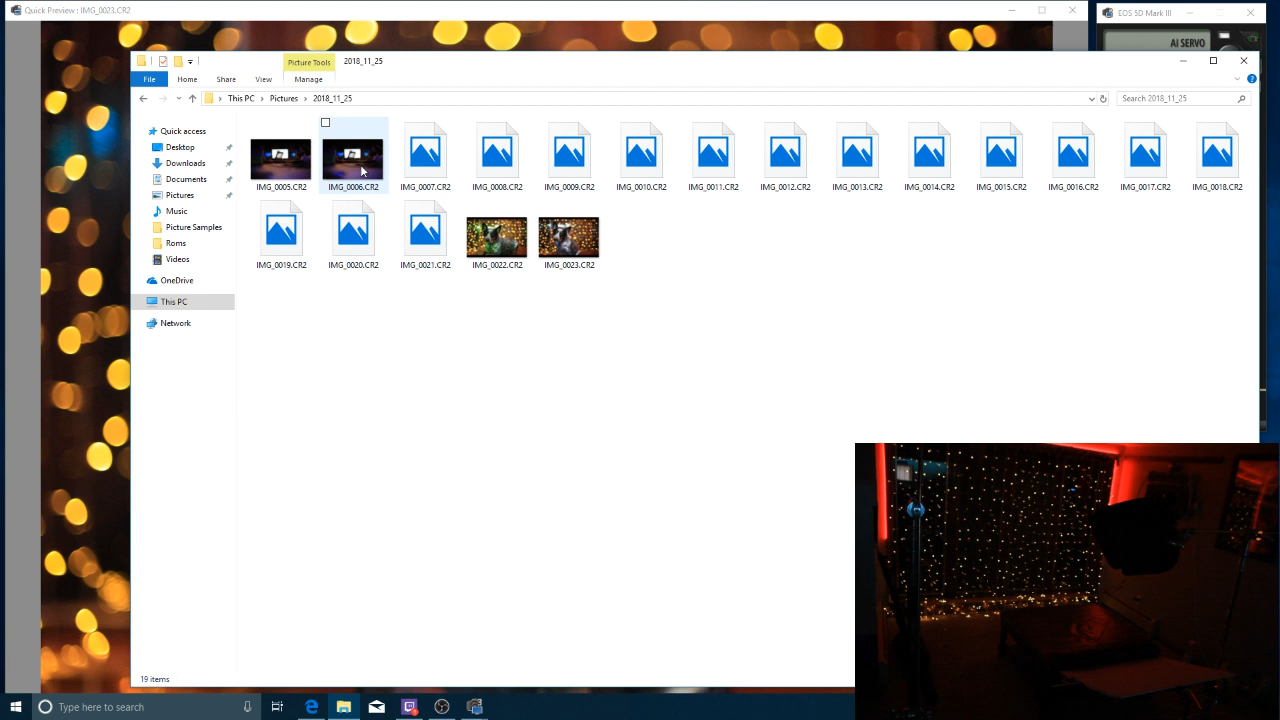 Quick Preview : IMG_0023.CR2
EOS 5D Mark III
AI SERVO
Picture Tools
2018_11_25
File
Home
Share
View
Manage
This PC
Pictures
2018_11_25
Search 2018_11_25
Quick access
Desktop
Downloads
Documents
Pictures
Music
Picture Samples
Roms
Videos
OneDrive
This PC
Network
IMG_0005.CR2
IMG_0006.CR2
IMG_0007.CR2
IMG_0008.CR2
IMG_0009.CR2
IMG_0010.CR2
IMG_0011.CR2
IMG_0012.CR2
IMG_0013.CR2
IMG_0014.CR2
IMG_0015.CR2
IMG_0016.CR2
IMG_0017.CR2
IMG_0018.CR2
IMG_0019.CR2
IMG_0020.CR2
IMG_0021.CR2
IMG_0022.CR2
IMG_0023.CR2
19 items
Type here to search